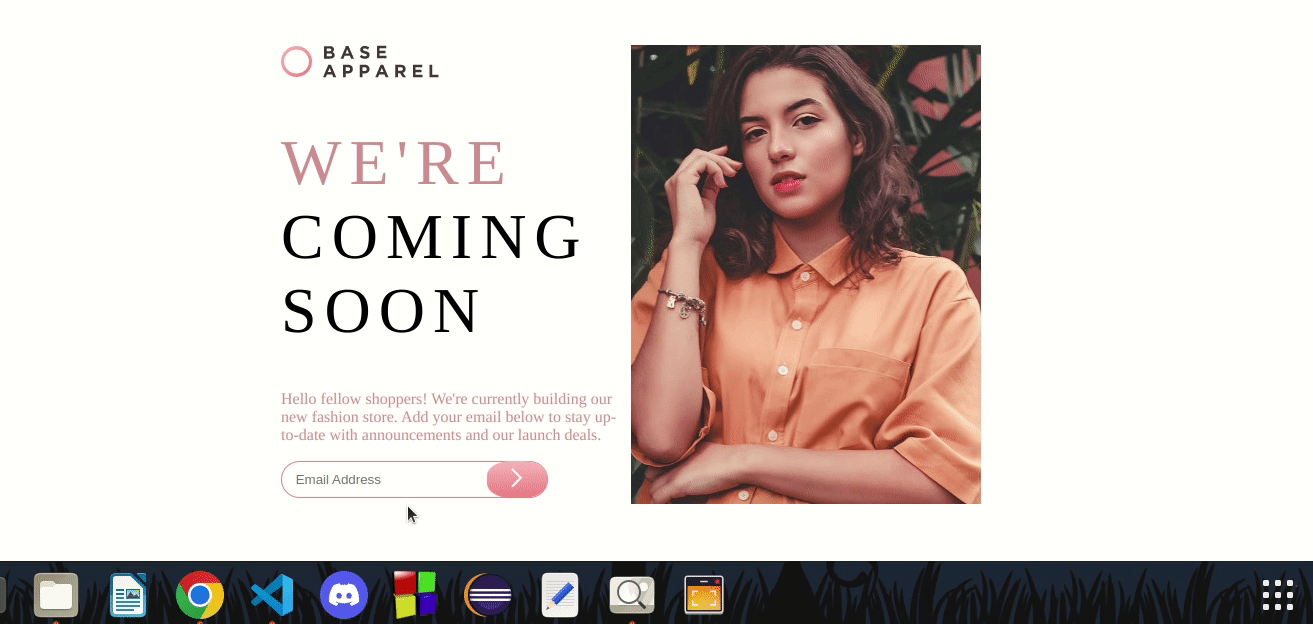 BASE
APPAREL
WE'RE
COMING
SOON
Hello fellow shoppers! We're currently building our
new fashion store. Add your email below to stay up-
to-date with announcements and our launch deals.
Email Address